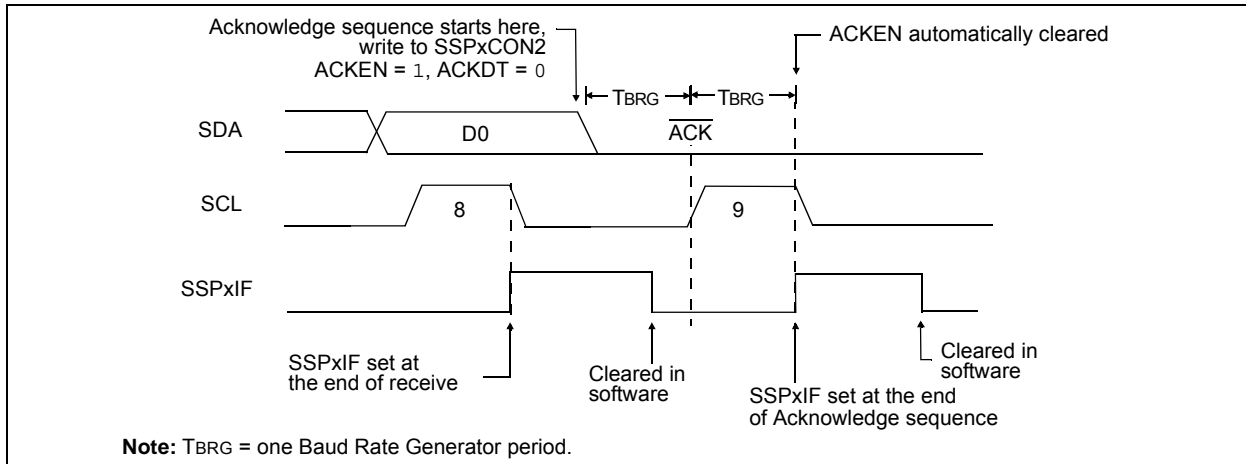 Acknowledge sequence starts here,
write to SSPxCON2
ACKEN = 1, ACKDT = 0
ACKEN automatically cleared
TBRG
TBRG
SDA
D0
ACK
SCL
8
9
SSPxIF
SSPxIF set at
the end of receive
Cleared in
software
SSPxIF set at the end
of Acknowledge sequence
Cleared in
software
Note: TBRG = one Baud Rate Generator period.